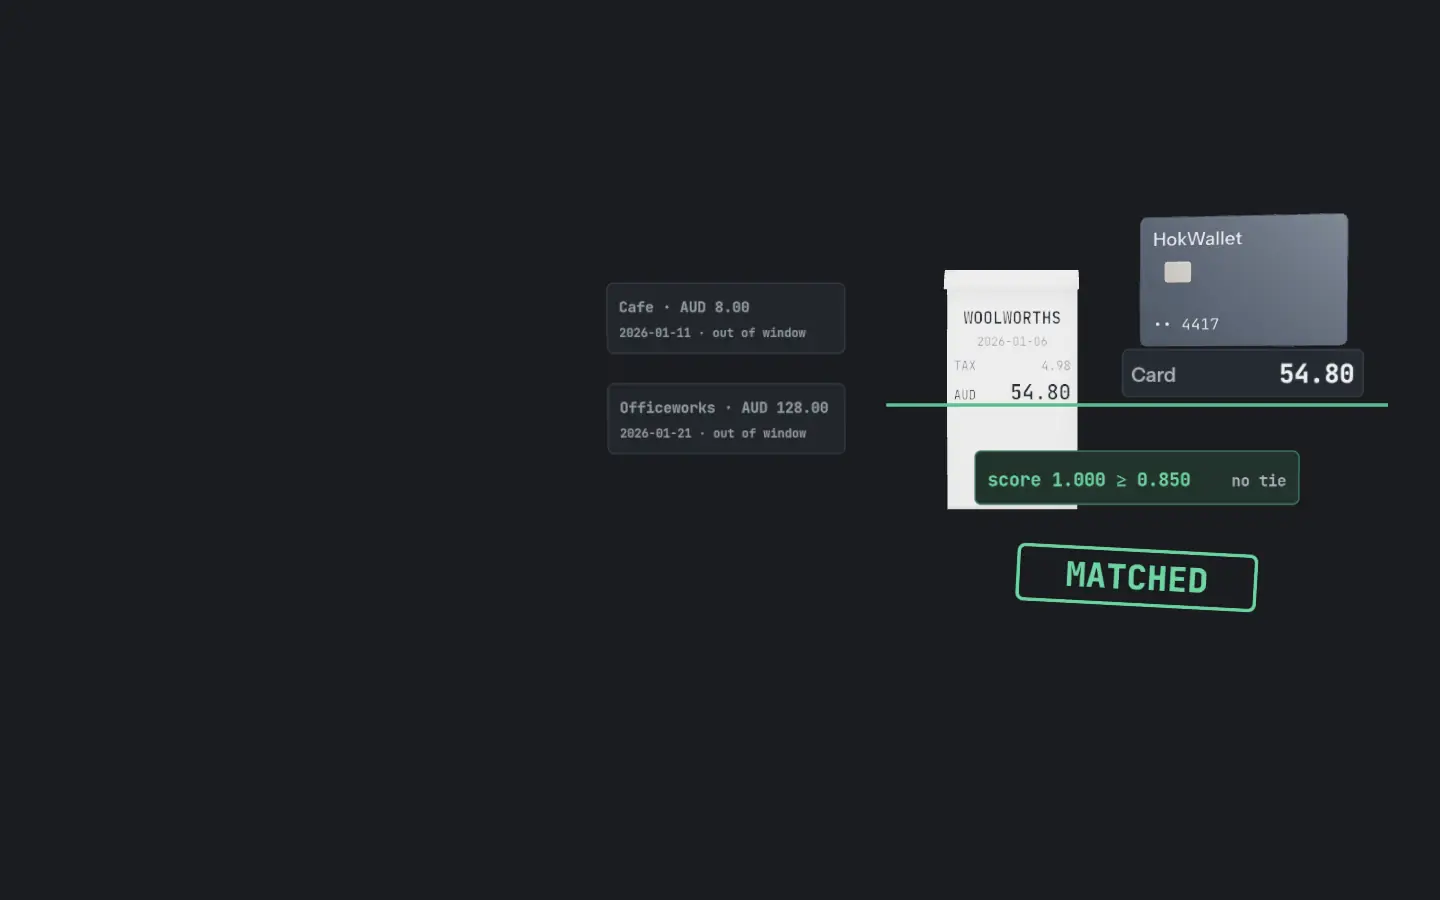 Cafe · AUD 8.00
2026-01-11 · out of window
Officeworks · AUD 128.00
2026-01-21 · out of window
WOOLWORTHS
2026-01-06
TAX 4.98
AUD 54.80
HokWallet
•• 4417
Card 54.80
score 1.000 ≥ 0.850 no tie
MATCHED